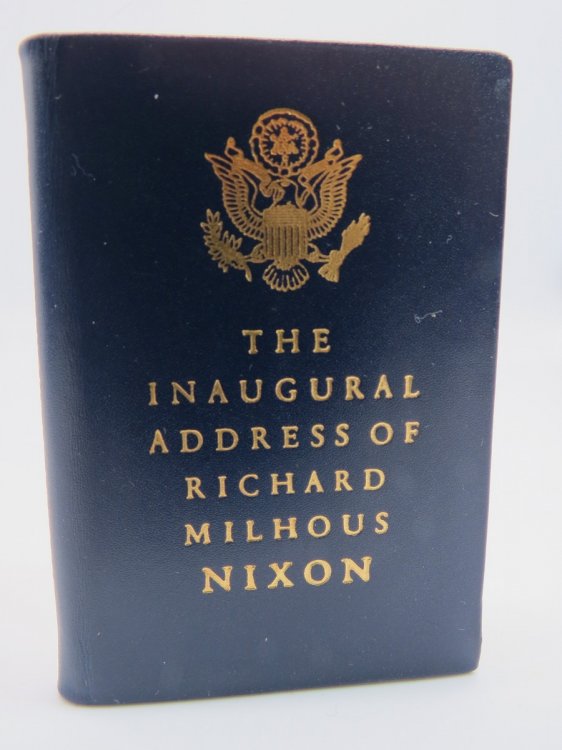 THE
INAUGURAL
ADDRESS OF
RICHARD
MILHOUS
NIXON